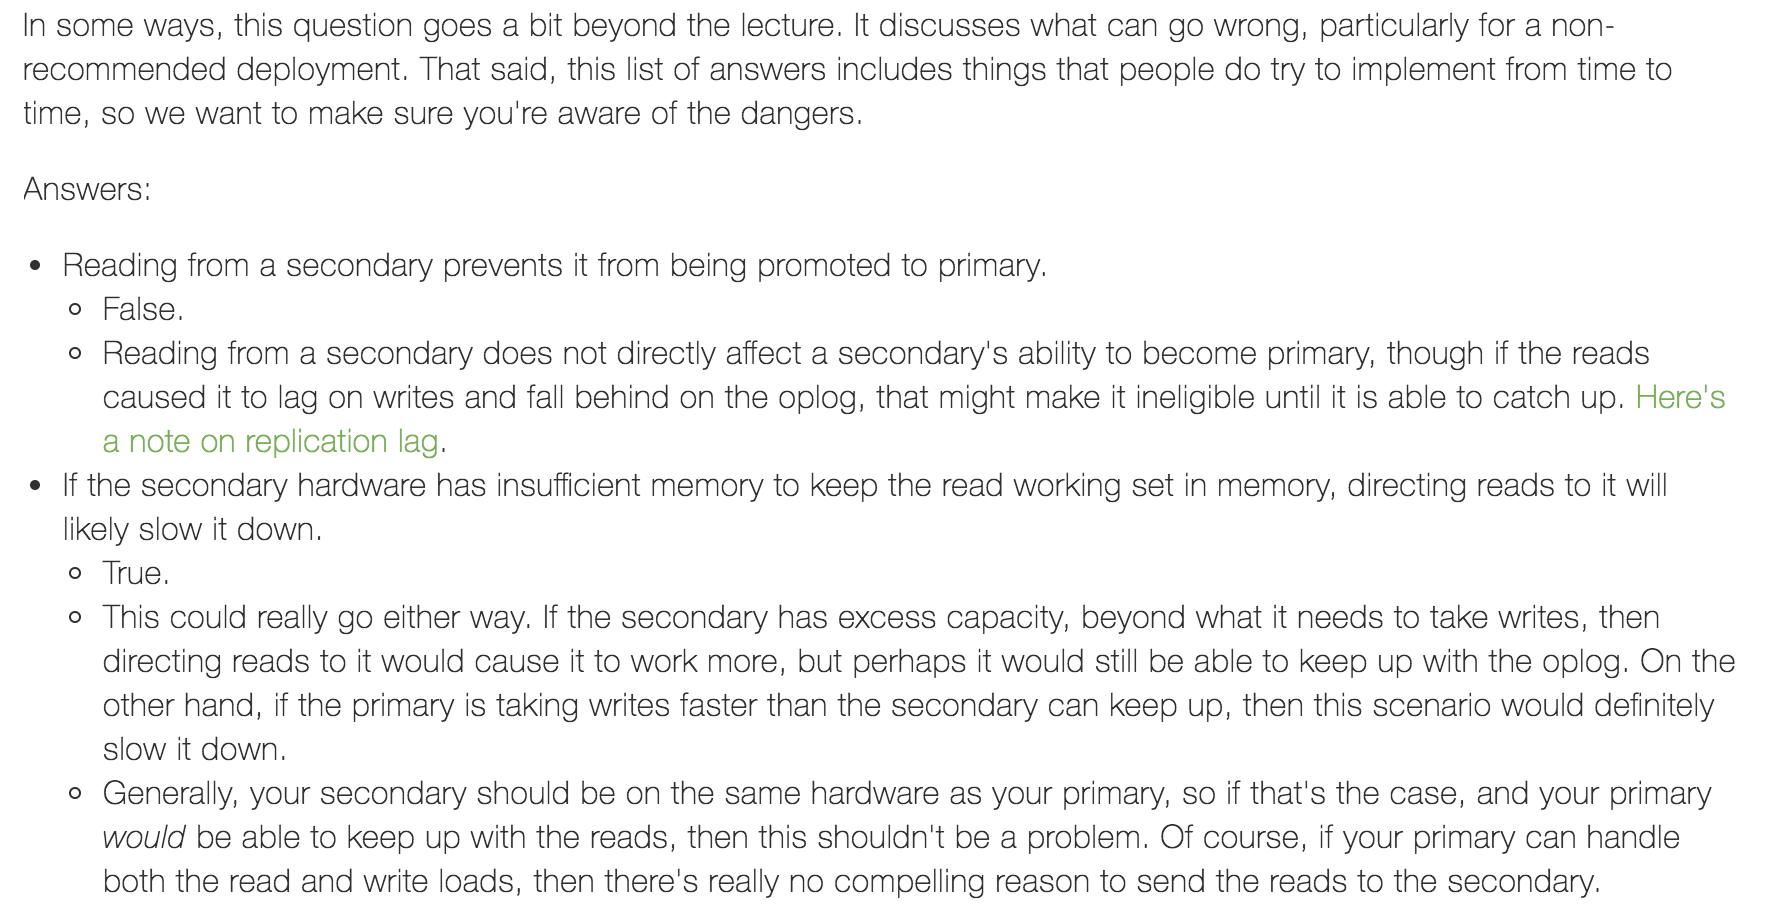 In some ways, this question goes a bit beyond the lecture. It discusses what can go wrong, particularly for a non-
recommended deployment. That said, this list of answers includes things that people do try to implement from time to
time, so we want to make sure you're aware of the dangers.
Answers:
• Reading from a secondary prevents it from being promoted to primary.
◦ False.
◦ Reading from a secondary does not directly affect a secondary's ability to become primary, though if the reads
caused it to lag on writes and fall behind on the oplog, that might make it ineligible until it is able to catch up. Here's
a note on replication lag.
• If the secondary hardware has insufficient memory to keep the read working set in memory, directing reads to it will
likely slow it down.
◦ True.
◦ This could really go either way. If the secondary has excess capacity, beyond what it needs to take writes, then
directing reads to it would cause it to work more, but perhaps it would still be able to keep up with the oplog. On the
other hand, if the primary is taking writes faster than the secondary can keep up, then this scenario would definitely
slow it down.
◦ Generally, your secondary should be on the same hardware as your primary, so if that's the case, and your primary
would be able to keep up with the reads, then this shouldn't be a problem. Of course, if your primary can handle
both the read and write loads, then there's really no compelling reason to send the reads to the secondary.